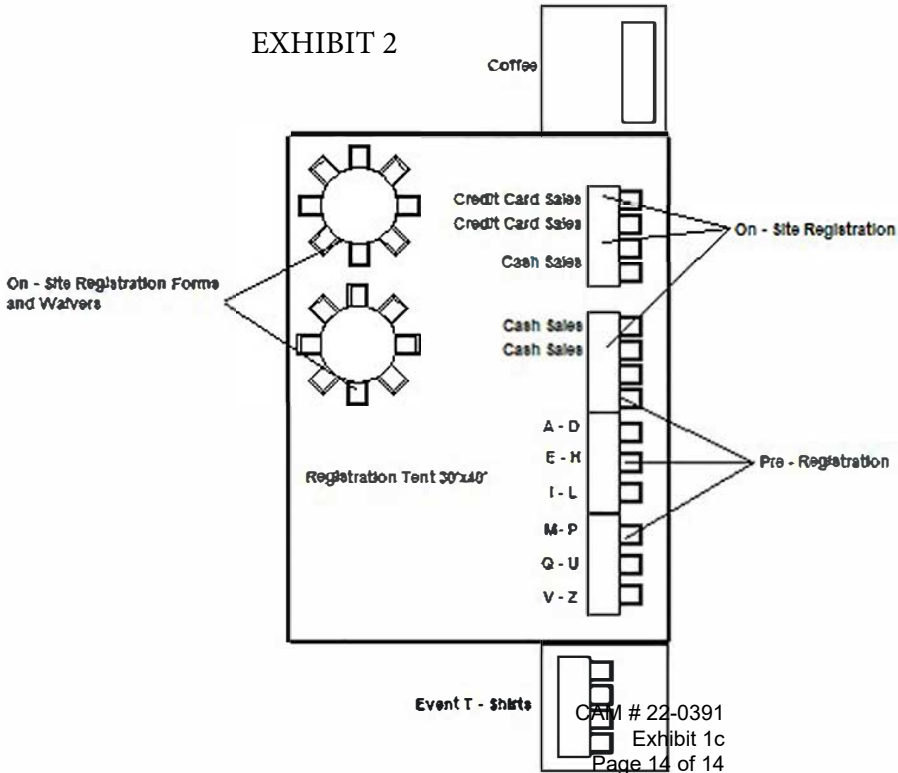 EXHIBIT 2
Coffee
Credit Card Sales
Credit Card Sales
Cash Sales
On - Site Registration
On - Site Registration Forms
and Waivers
Cash Sales
Cash Sales
A - D
E - H
I - L
Pre - Registration
Registration Tent 30'x40'
M - P
Q - U
V - Z
Event T - Shirts
CAM # 22-0391
Exhibit 1c
Page 14 of 14